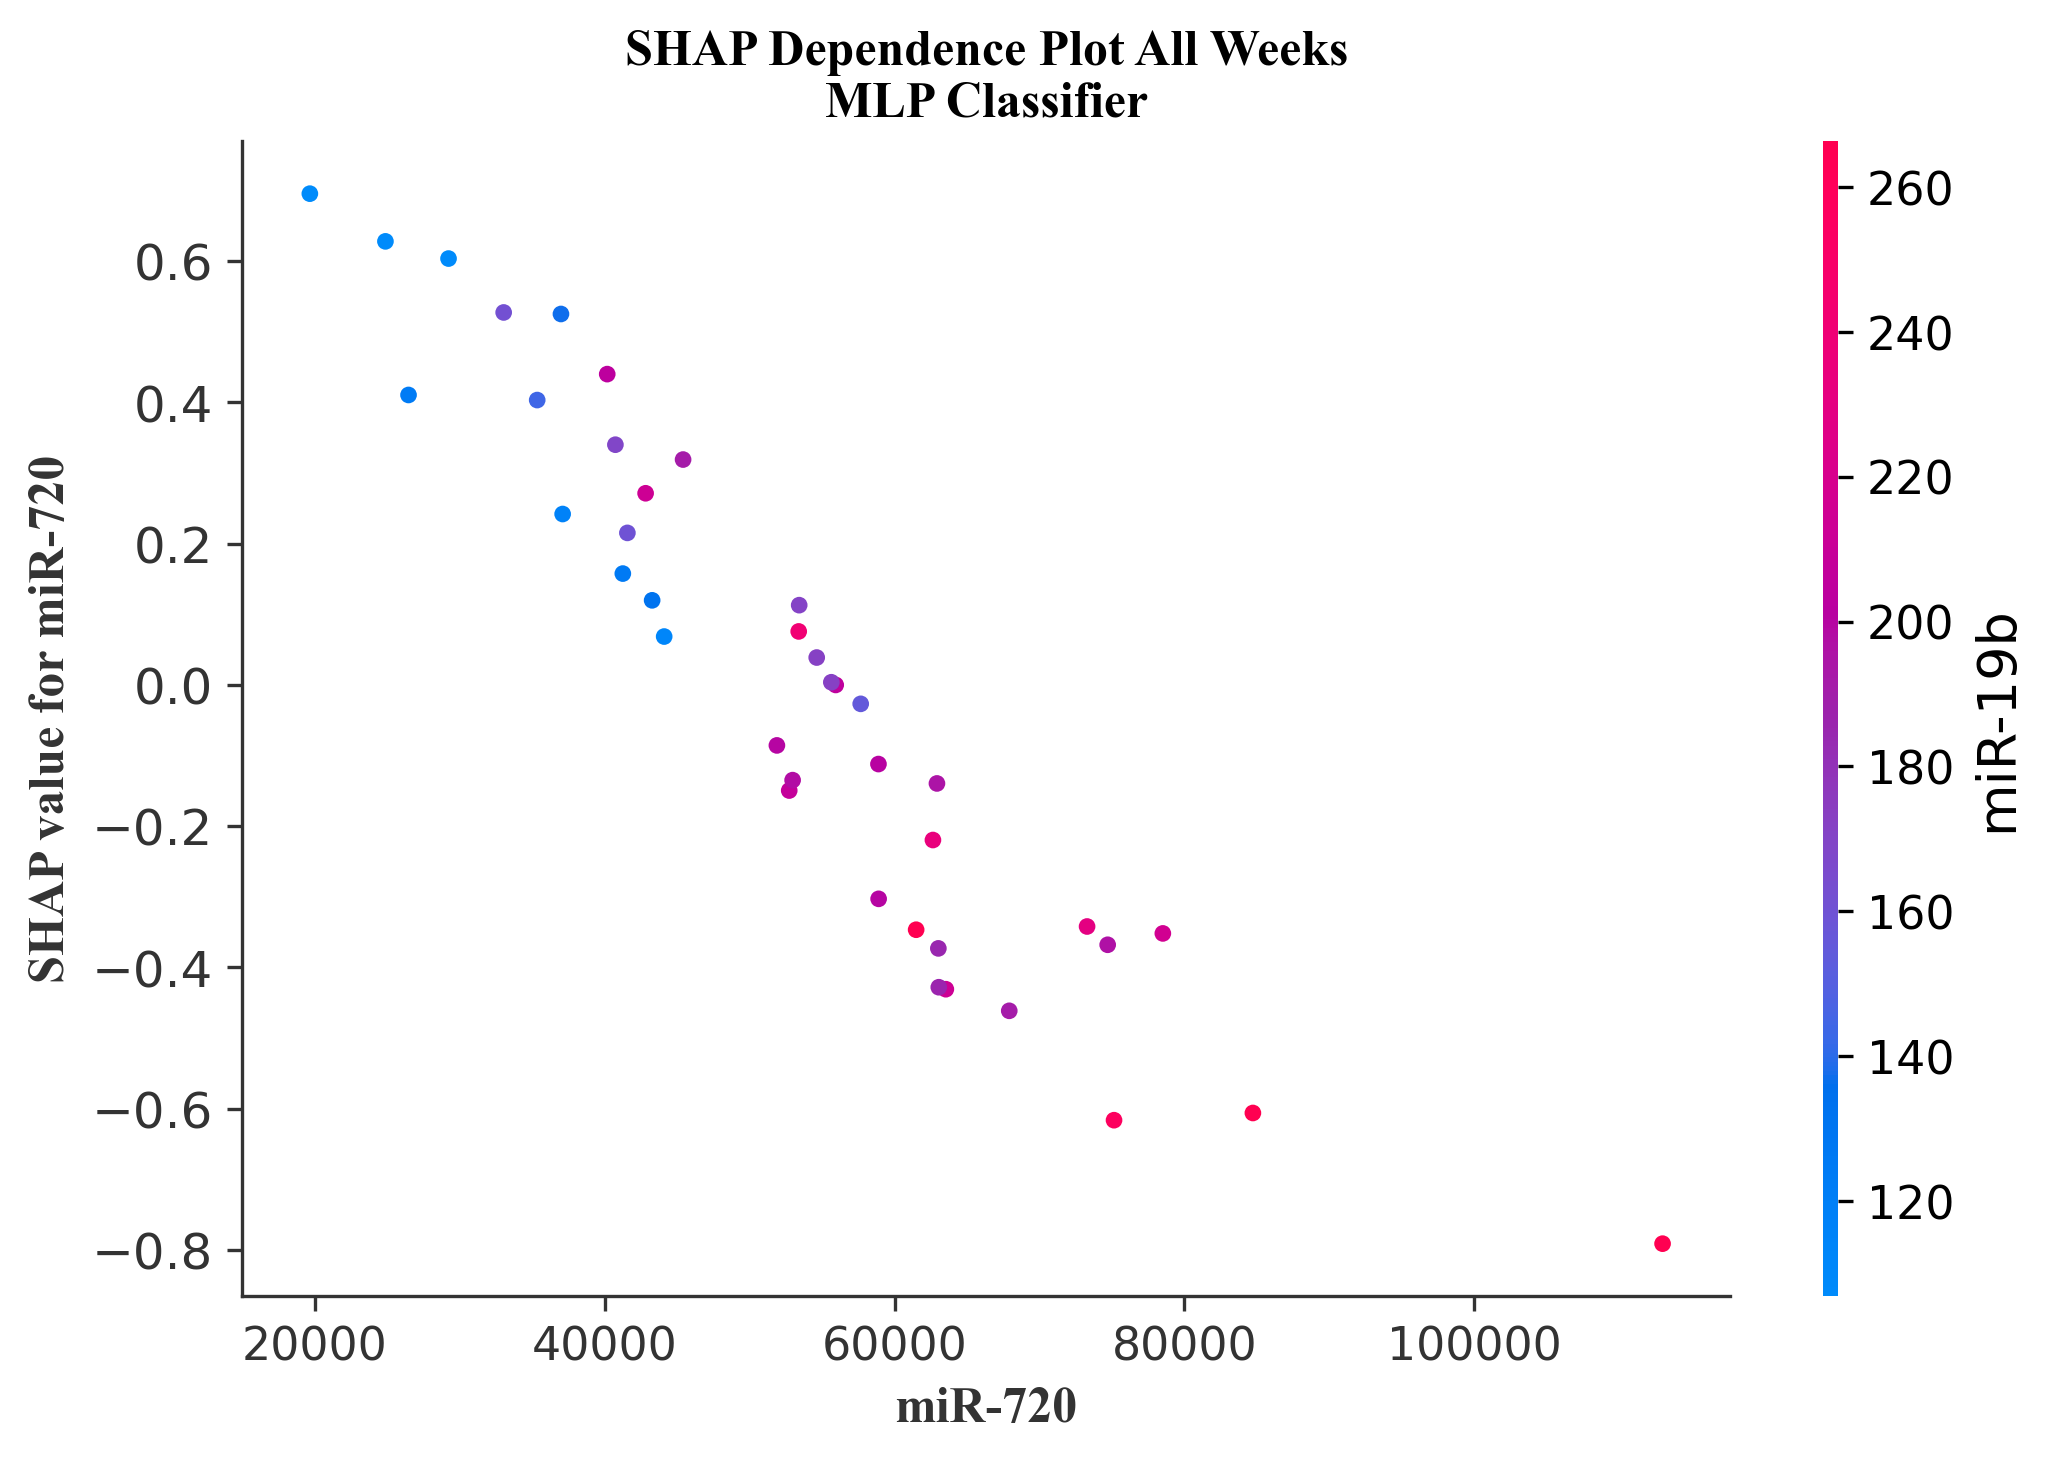 SHAP Dependence Plot All Weeks
MLP Classifier
SHAP value for miR-720
0.6
0.4
0.2
0.0
−0.2
−0.4
−0.6
−0.8
20000 40000 60000 80000 100000
miR-720
260
240
220
200
180
160
140
120
miR-19b